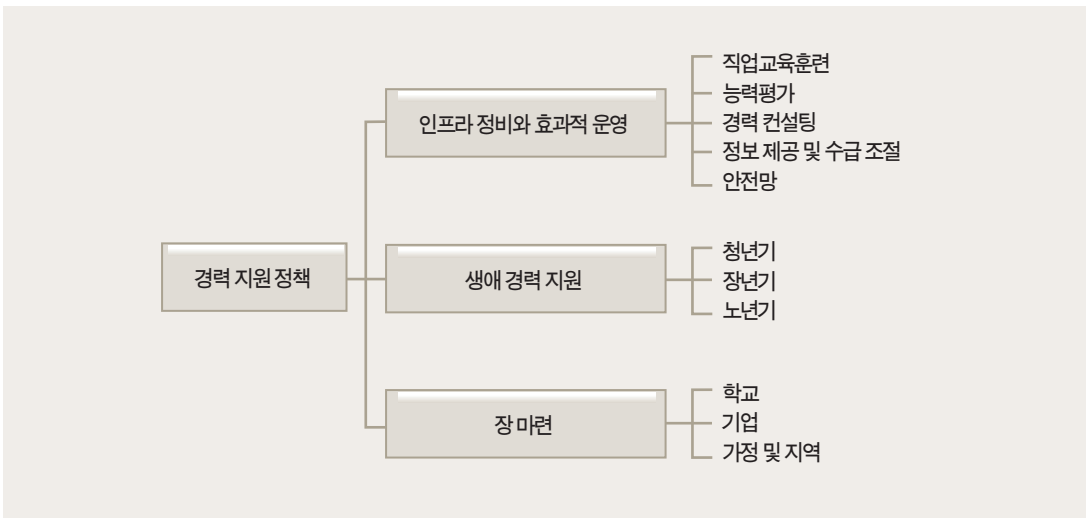 경력 지원 정책
인프라 정비와 효과적 운영
직업교육훈련
능력평가
경력 컨설팅
정보 제공 및 수급 조절
안전망
생애 경력 지원
청년기
장년기
노년기
장 마련
학교
기업
가정 및 지역